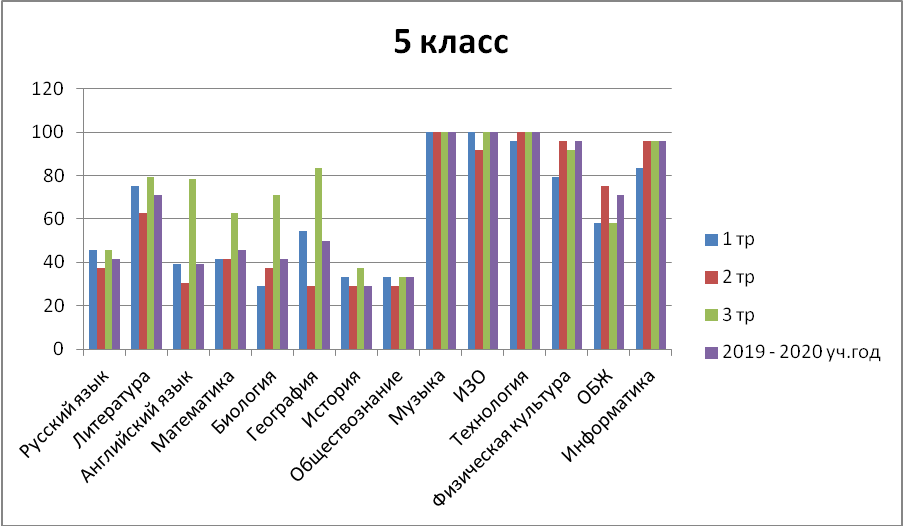 5 класс
120
100
80
60
40
20
0
Русский язык
Литература
Английский язык
Математика
Биология
География
История
Обществознание
Музыка
ИЗО
Технология
Физическая культура
ОБЖ
Информатика
1 тр
2 тр
3 тр
2019 - 2020 уч.год